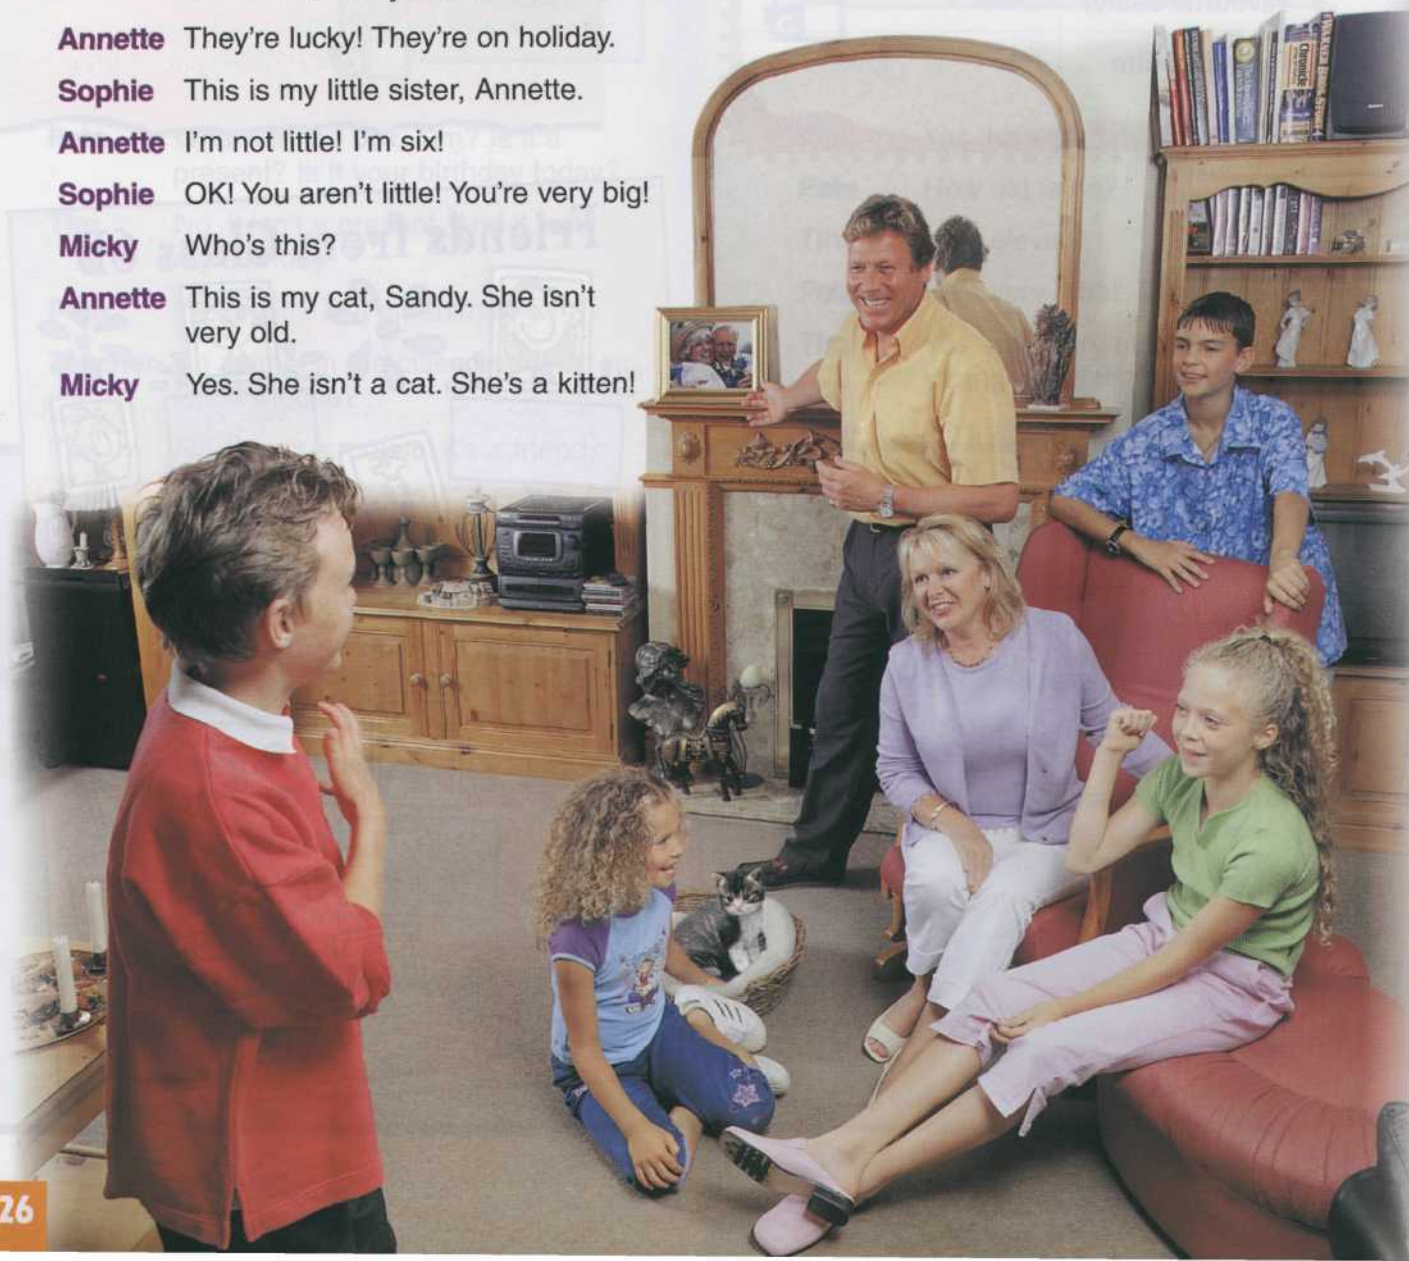 Annette They're lucky! They're on holiday.
Sophie This is my little sister, Annette.
Annette I'm not little! I'm six!
Sophie OK! You aren't little! You're very big!
Micky Who's this?
Annette This is my cat, Sandy. She isn't
very old.
Micky Yes. She isn't a cat. She's a kitten!
Chronicle
26